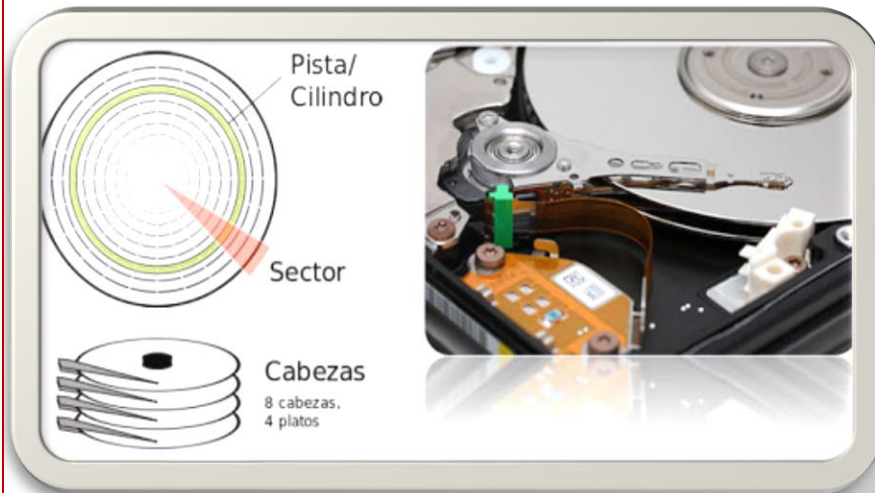 Pista/
Cilindro
Sector
Cabezas
8 cabezas,
4 platos